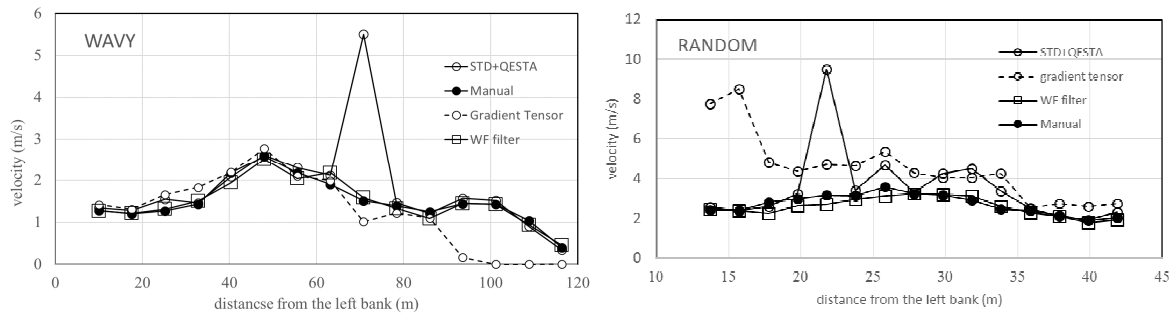 6
5
4
3
2
1
0
velocity (m/s)
WAVY
STD+QESTA
Manual
Gradient Tensor
WF filter
0 20 40 60 80 100 120
distancse from the left bank (m)
12
10
8
6
4
2
0
velocity (m/s)
RANDOM
STD+QESTA
gradient tensor
WF filter
Manual
10 15 20 25 30 35 40 45
distance from the left bank (m)